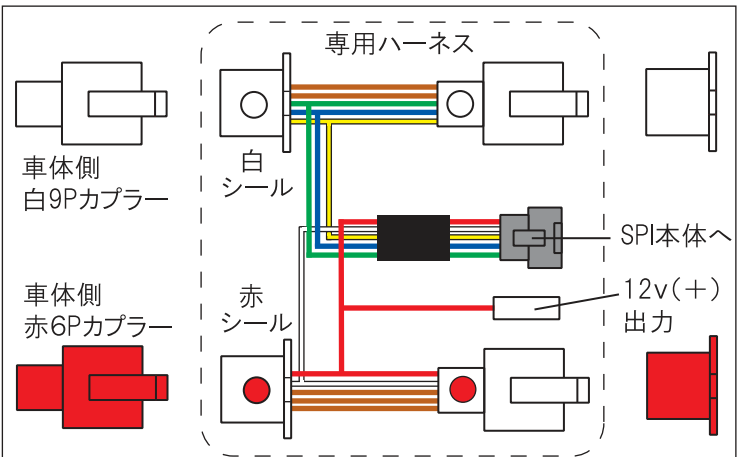 専用ハーネス
車体側
白9Pカプラー
白
シール
SPI本体へ
車体側
赤6Pカプラー
赤
シール
12v(+)
出力